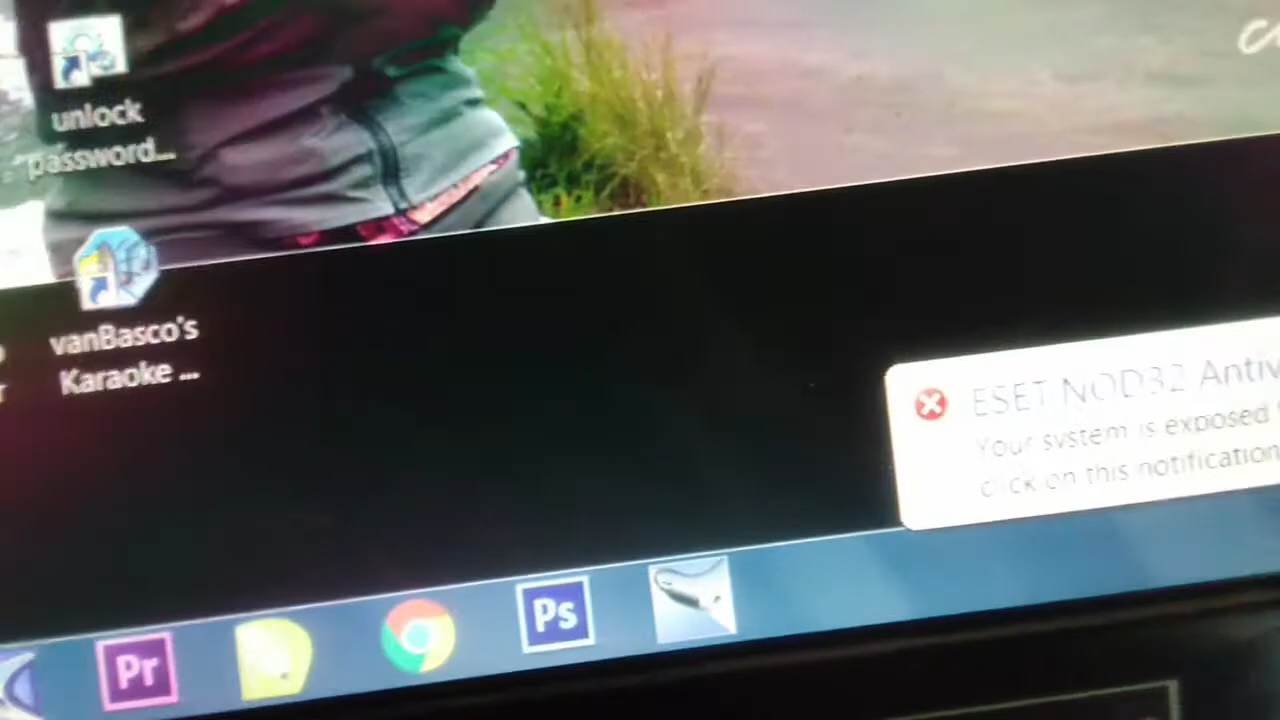 unlock
password...
vanBasco's
Karaoke ...
ESET NOD32 Antiv
Your system is exposed
click on this notification
Pr
Ps